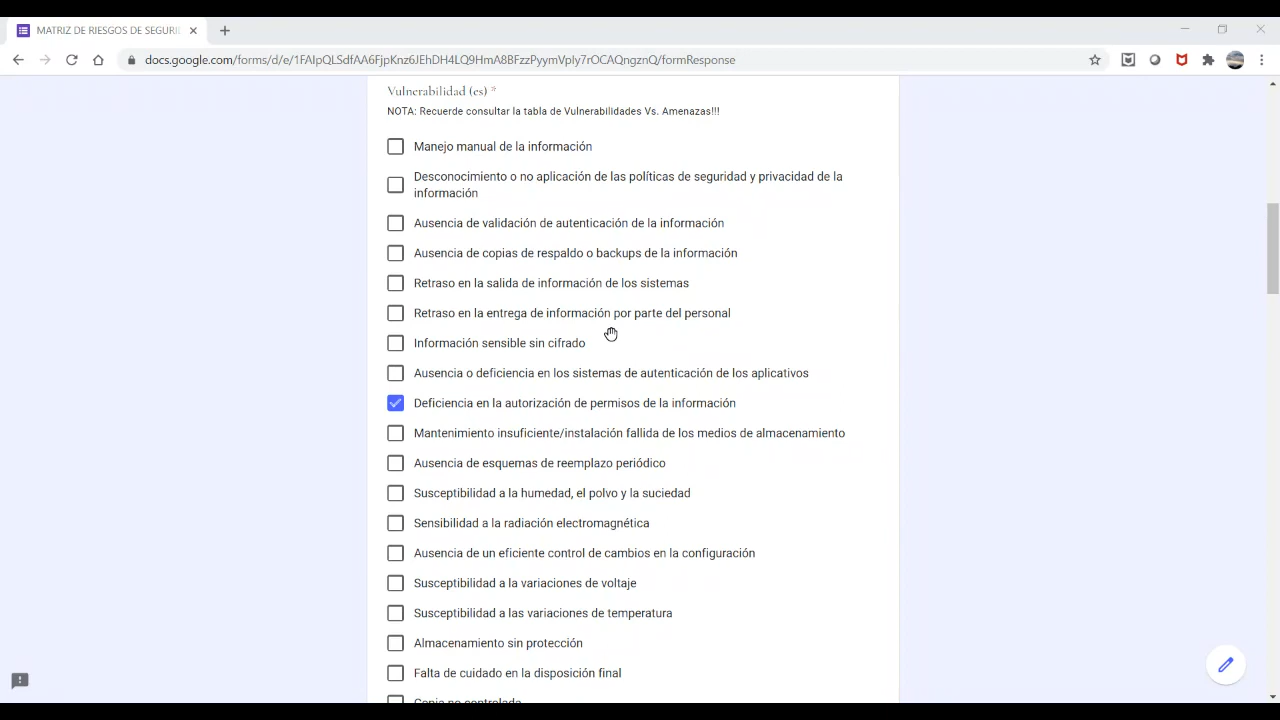 MATRIZ DE RIESGOS DE SEGURI
docs.google.com/forms/d/e/1FAIpQLSdfAA6FjpKnz6JEhDH4LQ9HnA8BFzzPyymVply7rOCAQngznQ/formResponse
Vulnerabilidad (es) *
NOTA: Recuerde consultar la tabla de Vulnerabilidades Vs. Amenazas!!!
Manejo manual de la información
Desconocimiento o no aplicación de las políticas de seguridad y privacidad de la
información
Ausencia de validación de autenticación de la información
Ausencia de copias de respaldo o backups de la información
Retraso en la salida de información de los sistemas
Retraso en la entrega de información por parte del personal
Información sensible sin cifrado
Ausencia o deficiencia en los sistemas de autenticación de los aplicativos
Deficiencia en la autorización de permisos de la información
Mantenimiento insuficiente/instalación fallida de los medios de almacenamiento
Ausencia de esquemas de reemplazo periódico
Susceptibilidad a la humedad, el polvo y la suciedad
Sensibilidad a la radiación electromagnética
Ausencia de un eficiente control de cambios en la configuración
Susceptibilidad a la variaciones de voltaje
Susceptibilidad a las variaciones de temperatura
Almacenamiento sin protección
Falta de cuidado en la disposición final
Copia no controlada